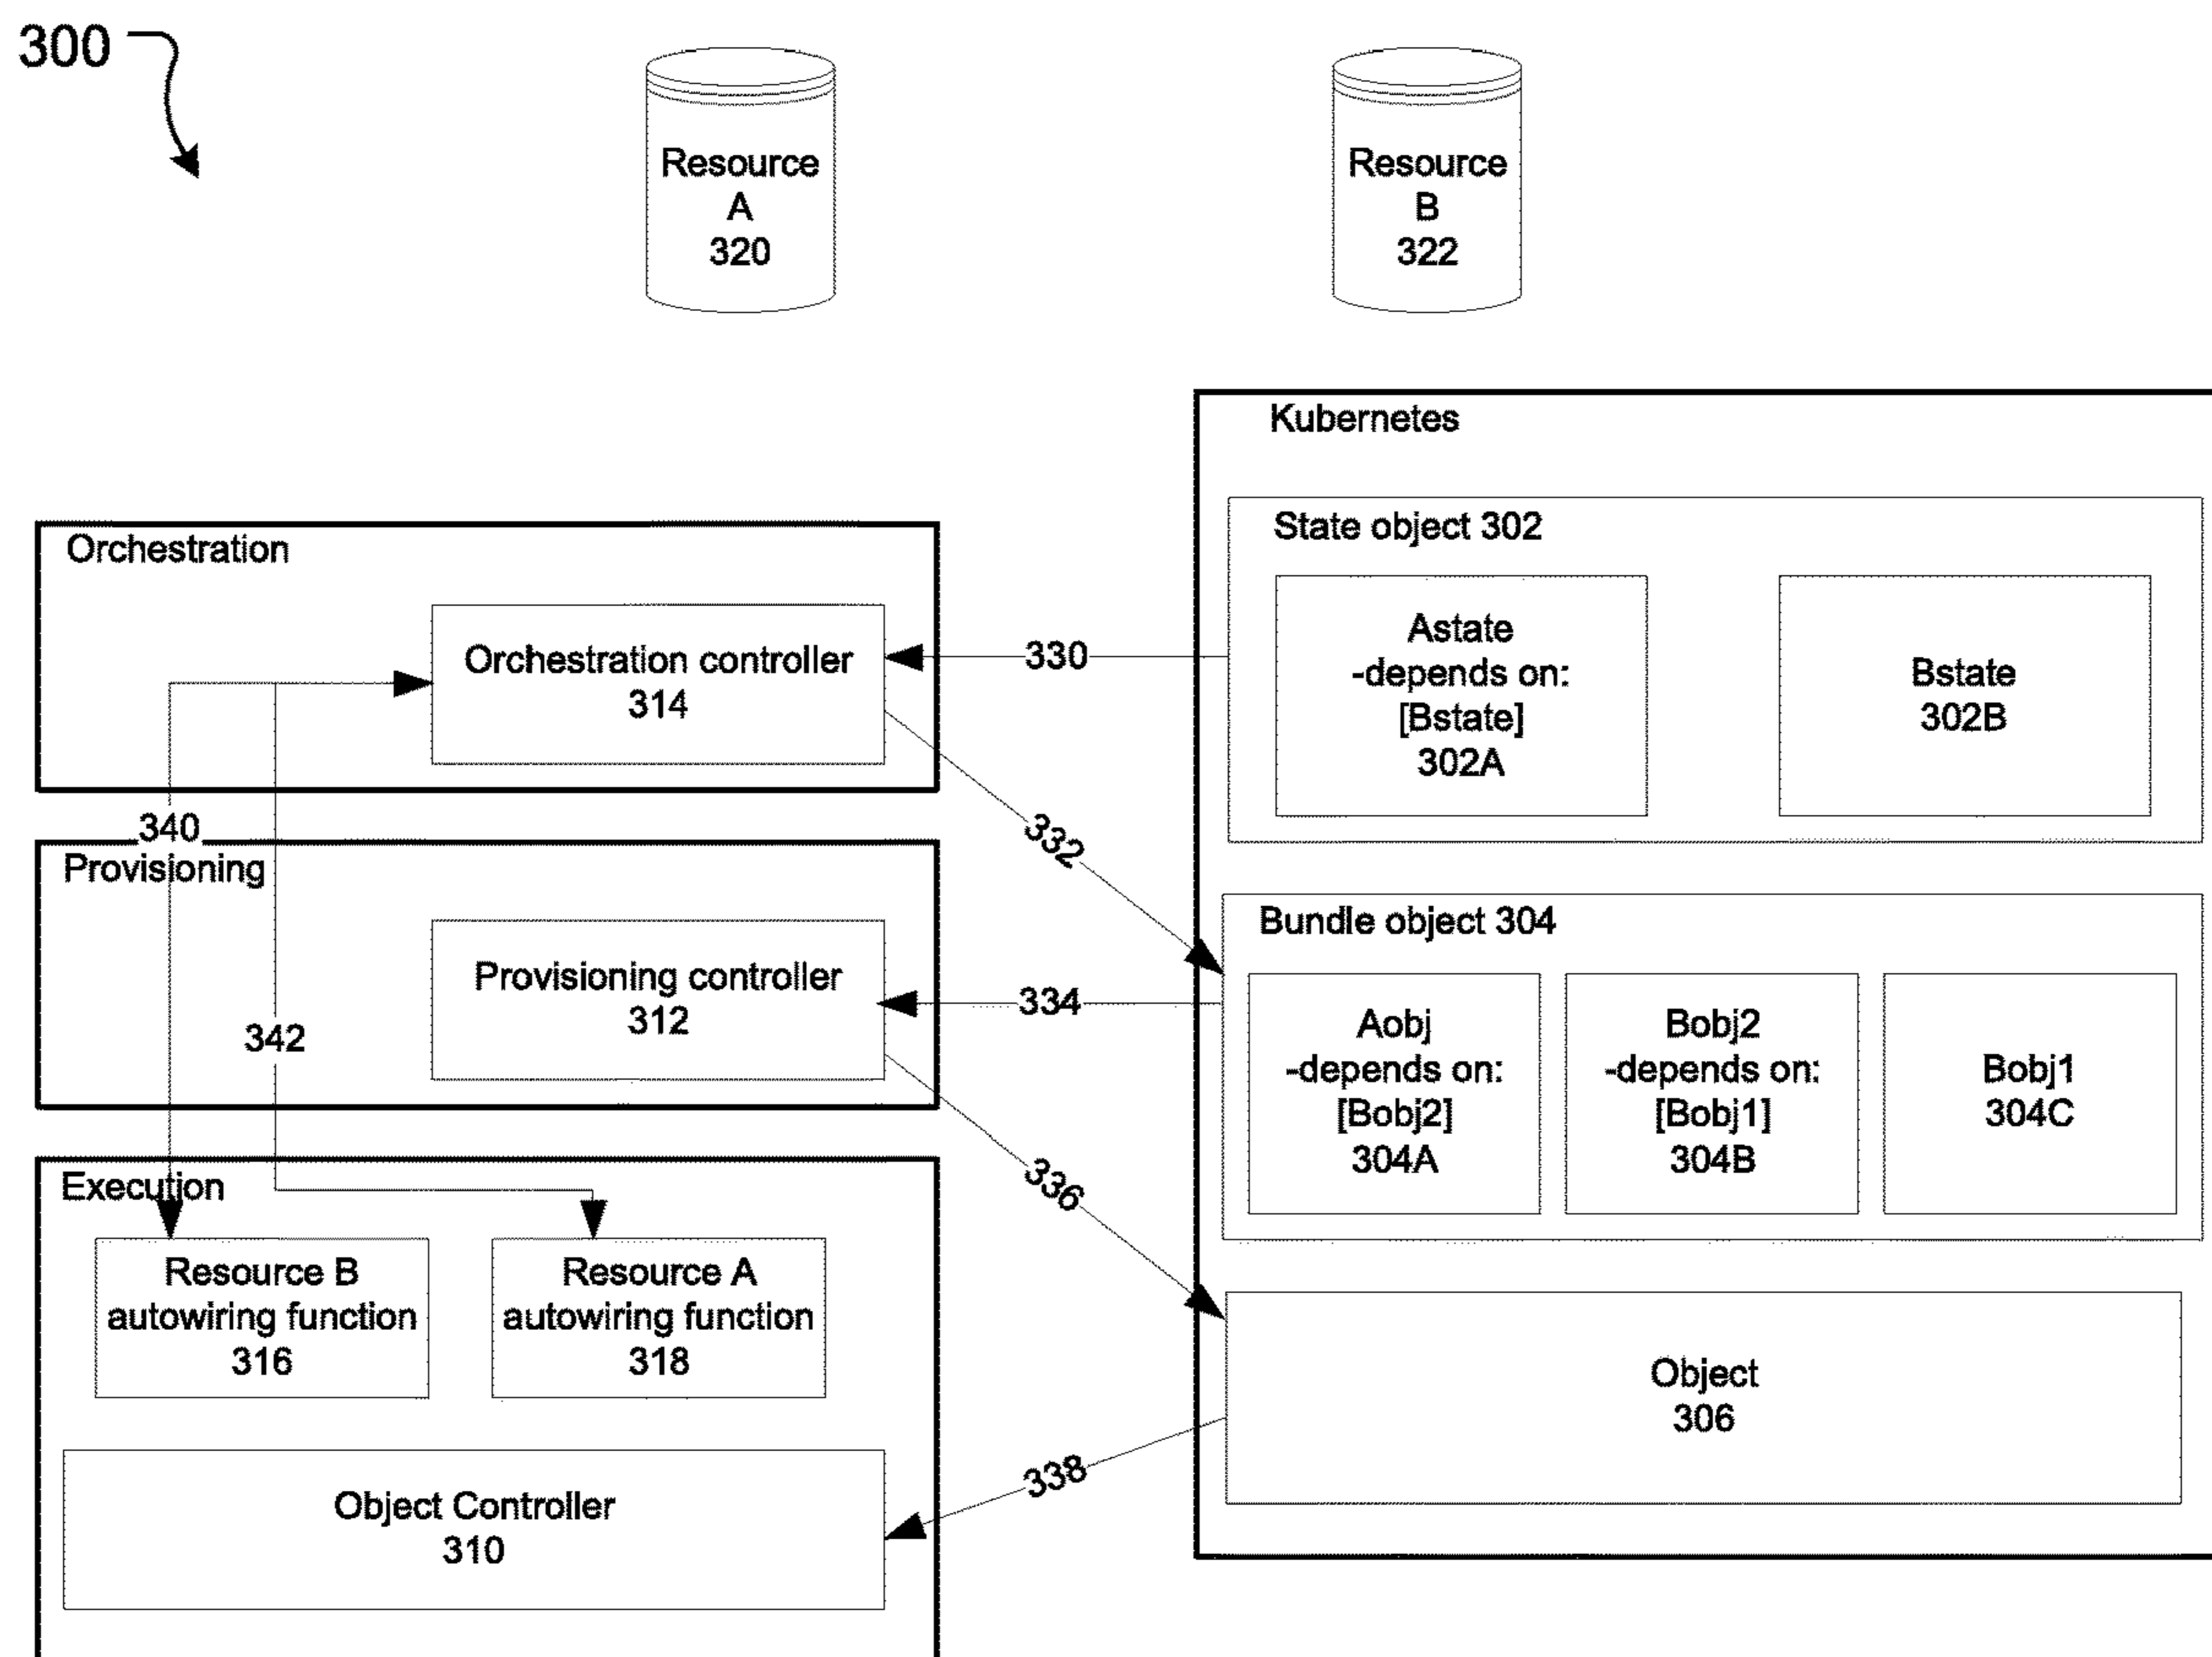 300
Resource
A
320
Resource
B
322
Kubernetes
State object 302
Astate
-depends on:
[Bstate]
302A
Bstate
302B
Orchestration
Orchestration controller
314
330
332
340
Provisioning
Provisioning controller
312
342
334
Bundle object 304
Aobj
-depends on:
[Bobj2]
304A
Bobj2
-depends on:
[Bobj1]
304B
Bobj1
304C
336
Execution
Resource B
autowiring function
316
Resource A
autowiring function
318
Object
306
338
Object Controller
310